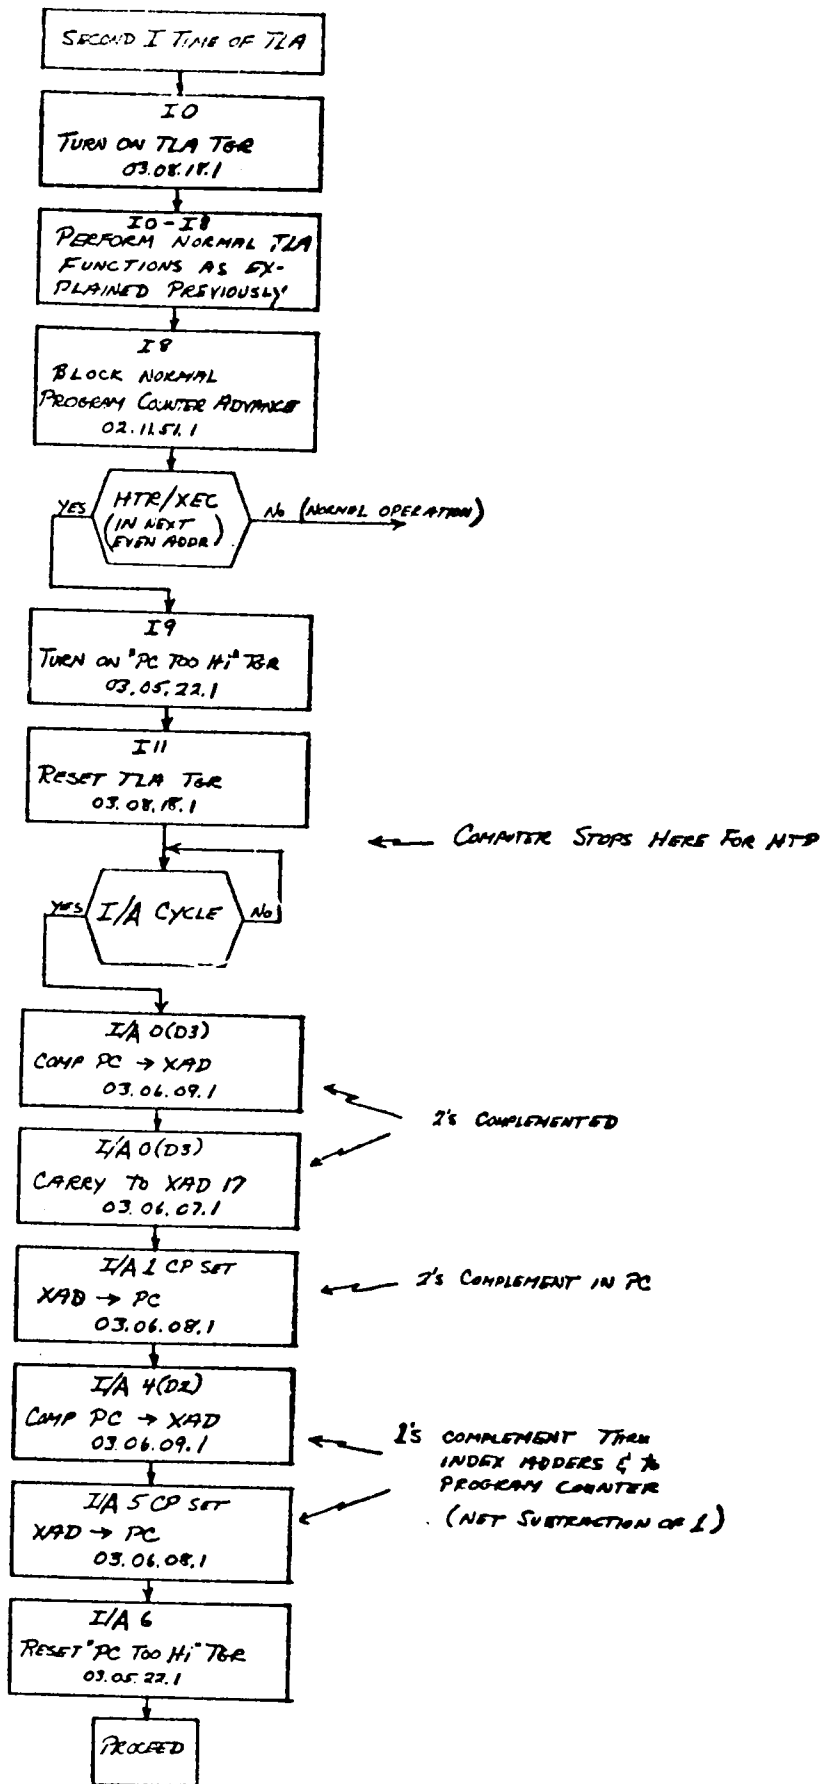 SECOND I TIME OF TLA
I0
TURN ON TLA TGR
03.08.18.1
I0-I8
PERFORM NORMAL TLA
FUNCTIONS AS EX-
PLAINED PREVIOUSLY
I8
BLOCK NORMAL
PROGRAM COUNTER ADVANCE
02.11.51.1
HTR/XEC
(IN NEXT
EVEN ADDR)
YES
NO (NORMAL OPERATION)
I9
TURN ON "PC TOO HI" TGR
03.05.22.1
I11
RESET TLA TGR
03.08.18.1
COMPUTER STOPS HERE FOR HTR
I/A CYCLE
YES
NO
I/A 0(D3)
COMP PC → XAD
03.06.09.1
2's COMPLEMENTED
I/A 0(D3)
CARRY TO XAD 17
03.06.07.1
I/A 1 CP SET
XAD → PC
03.06.08.1
2's COMPLEMENT IN PC
I/A 4(D2)
COMP PC → XAD
03.06.09.1
1's COMPLEMENT THRU
INDEX ADDERS & TO
PROGRAM COUNTER
(NET SUBTRACTION OF 1)
I/A 5 CP SET
XAD → PC
03.06.08.1
I/A 6
RESET "PC TOO HI" TGR
03.05.22.1
PROCEED